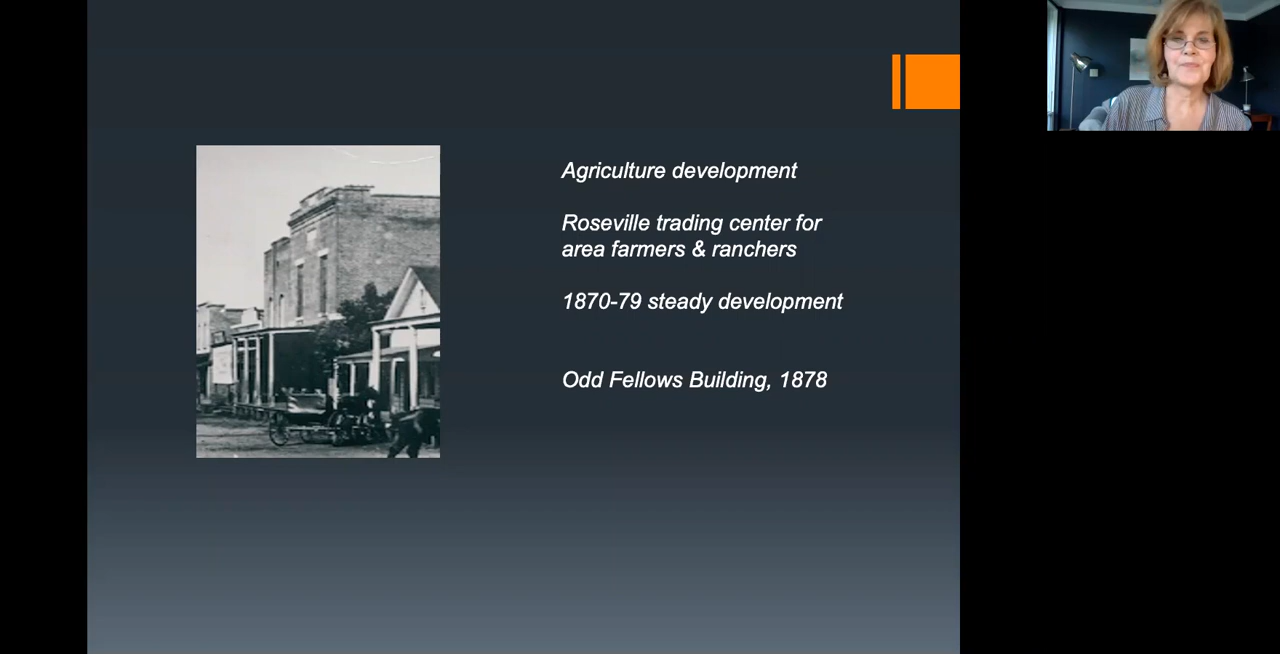 Agriculture development
Roseville trading center for
area farmers & ranchers
1870-79 steady development
Odd Fellows Building, 1878